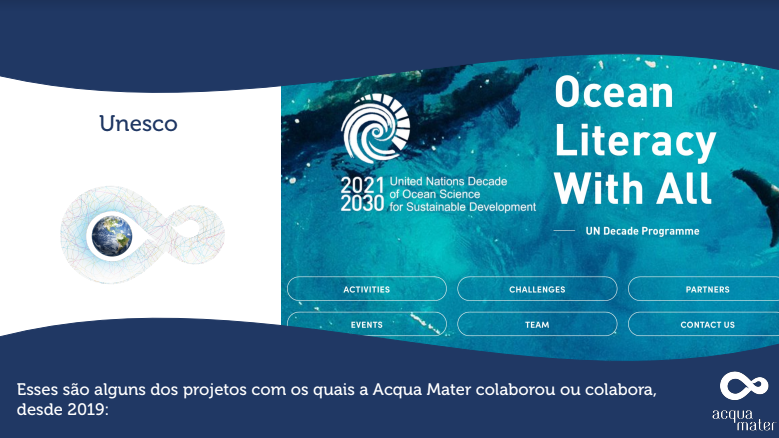 Unesco
2021
2030
United Nations Decade
of Ocean Science
for Sustainable Development
Ocean
Literacy
With All
UN Decade Programme
ACTIVITIES
CHALLENGES
PARTNERS
EVENTS
TEAM
CONTACT US
Esses são alguns dos projetos com os quais a Acqua Mater colaborou ou colabora,
desde 2019:
acqua
mater